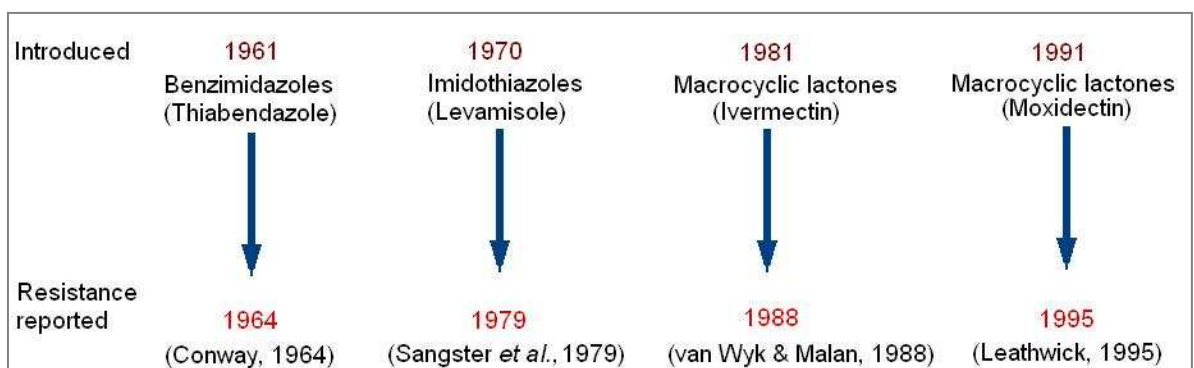 Introduced 1961 1970 1981 1991
Benzimidazoles Imidothiazoles Macrocyclic lactones Macrocyclic lactones
(Thiabendazole) (Levamisole) (Ivermectin) (Moxidectin)
Resistance
reported 1964 1979 1988 1995
(Conway, 1964) (Sangster et al., 1979) (van Wyk & Malan, 1988) (Leathwick, 1995)